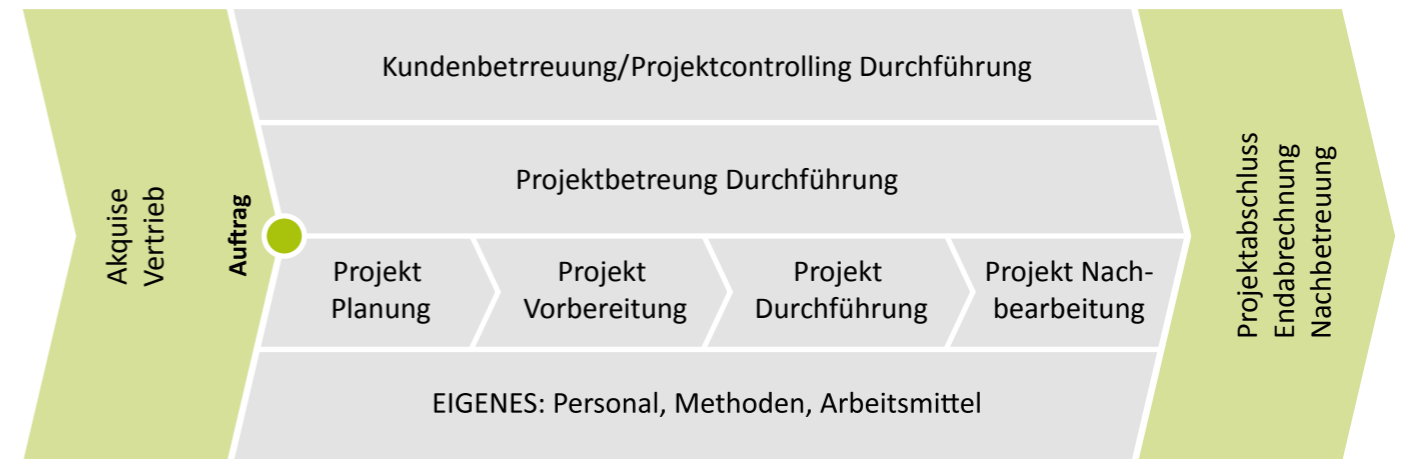 Akquise
Vertrieb
Auftrag
Kundenbetrreuung/Projektcontrolling Durchführung
Projektbetreung Durchführung
Projekt
Planung
Projekt
Vorbereitung
Projekt
Durchführung
Projekt Nach-
bearbeitung
EIGENES: Personal, Methoden, Arbeitsmittel
Projektabschluss
Endabrechnung
Nachbetreuung